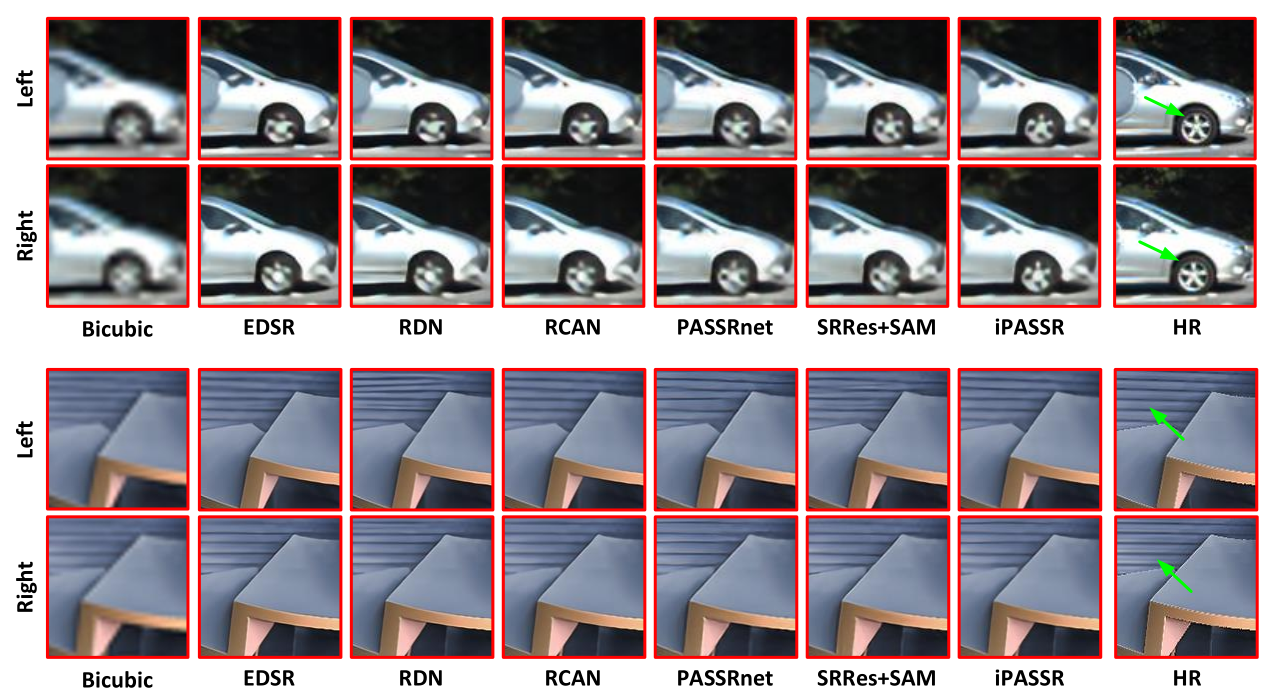 Left
Right
Bicubic EDSR RDN RCAN PASSRnet SRRes+SAM iPASSR HR
Left
Right
Bicubic EDSR RDN RCAN PASSRnet SRRes+SAM iPASSR HR